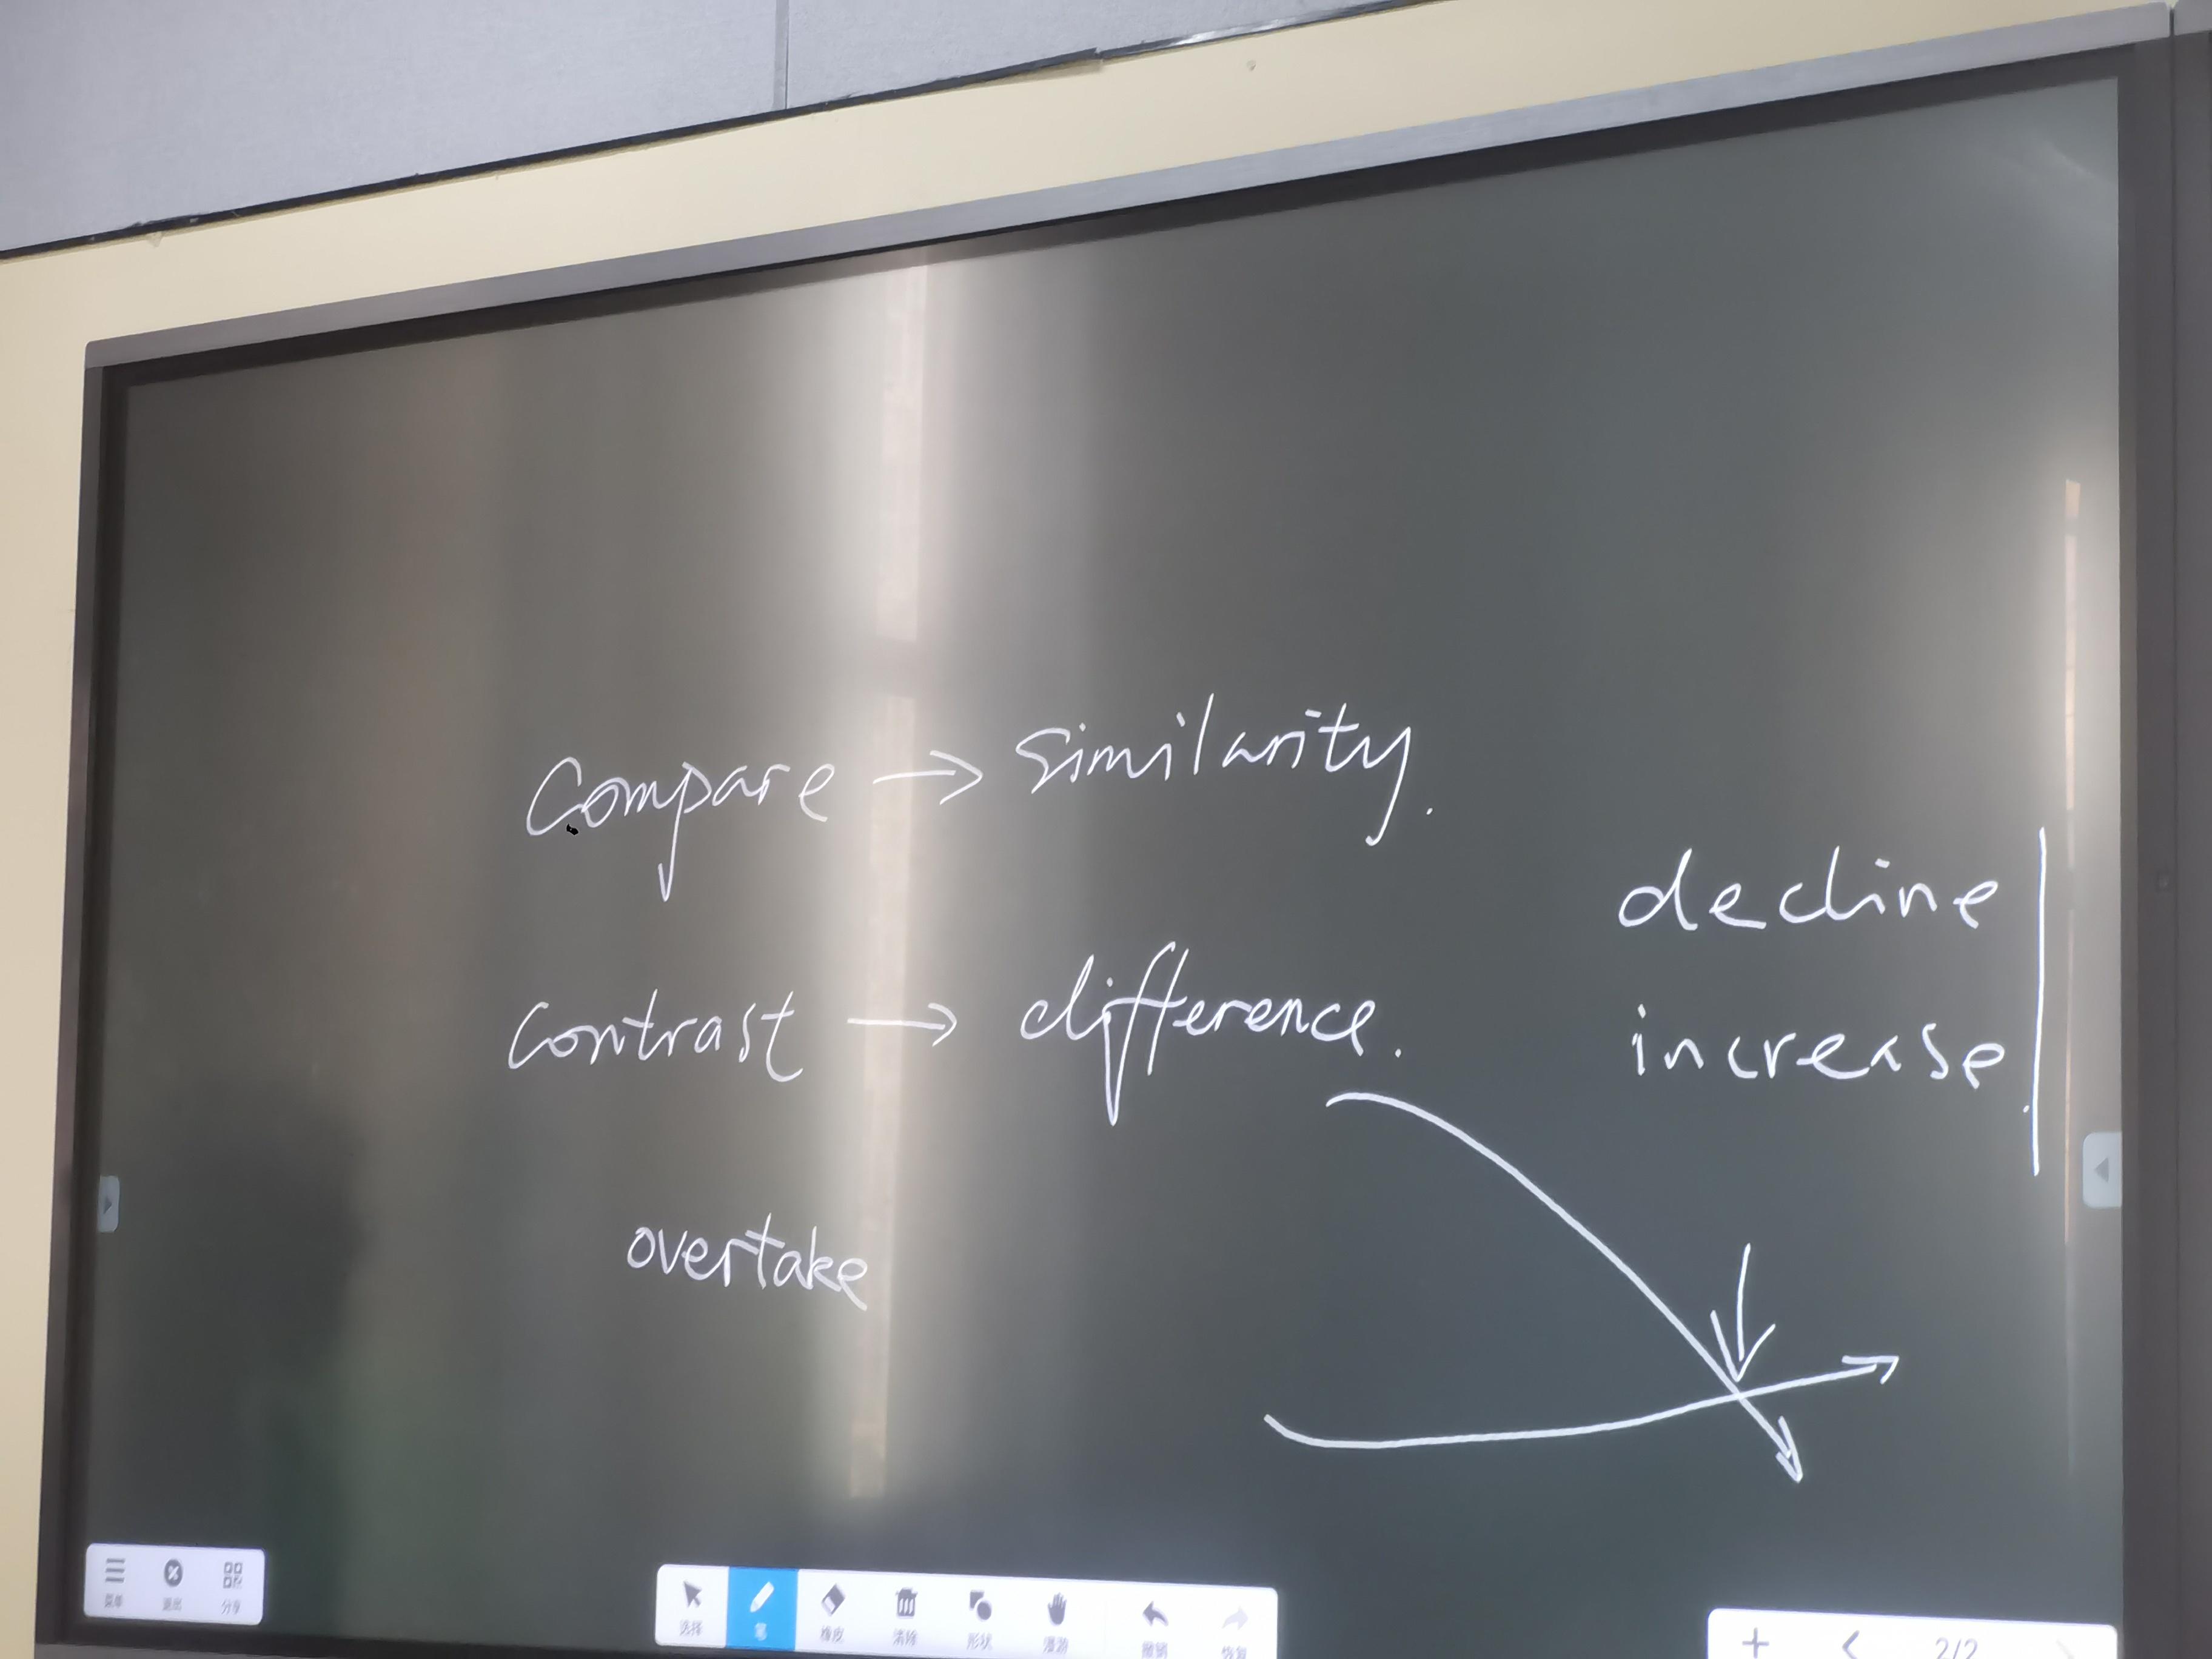 Compare → Similarity.
decline
Contrast → difference.
increase
overtake
菜单 退出 分享
选择 笔 橡皮 清除 形状 漫游 撤销 恢复
2/2